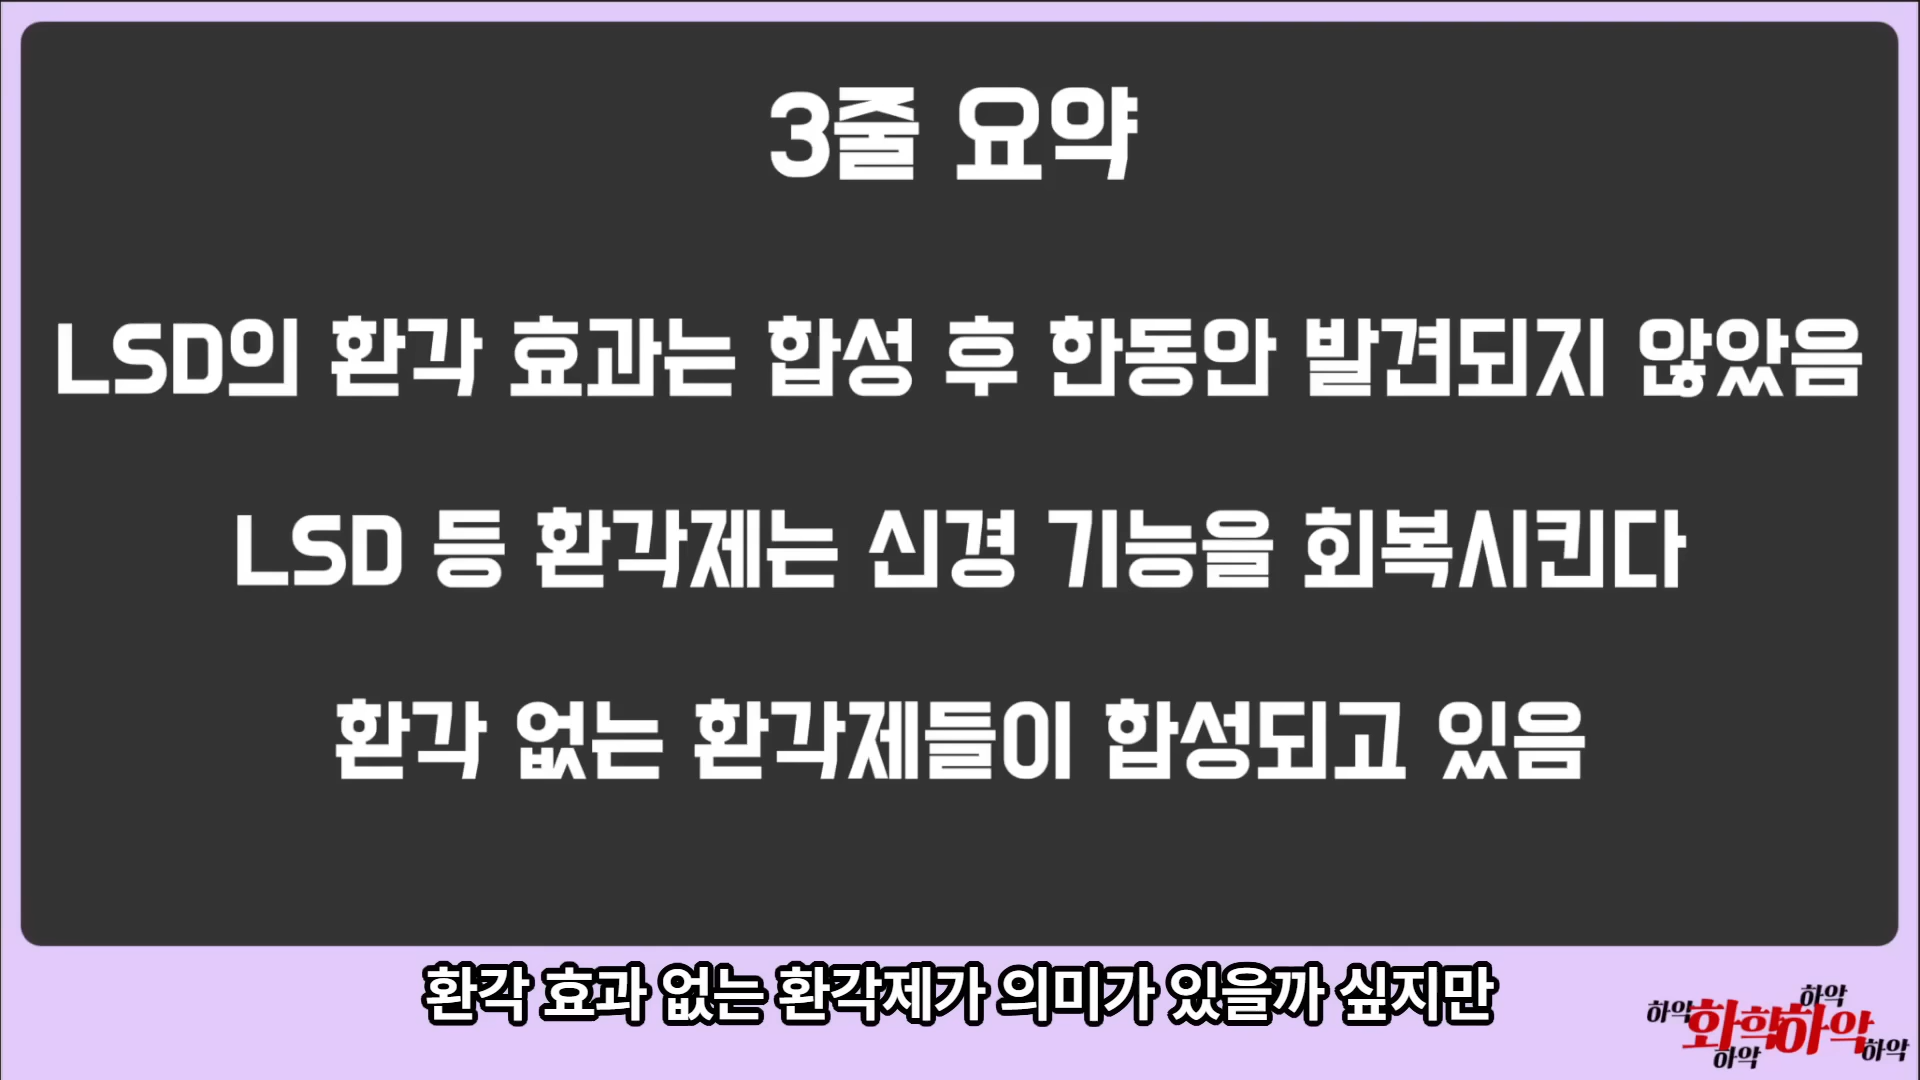 3줄 요약
LSD의 환각 효과는 합성 후 한동안 발견되지 않았음
LSD 등 환각제는 신경 기능을 회복시킨다
환각 없는 환각제들이 합성되고 있음
환각 효과 없는 환각제가 의미가 있을까 싶지만
하약
하약 화학하약
하약 하약